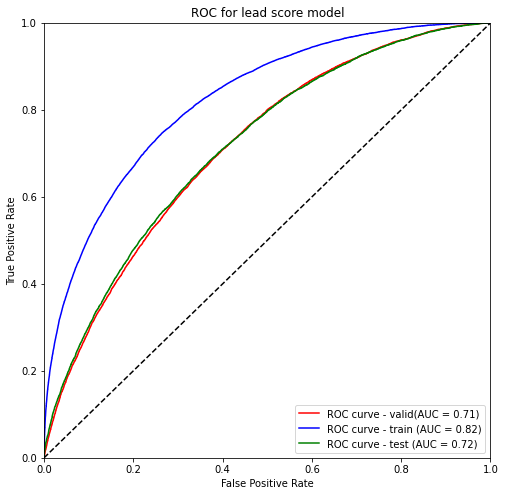 ROC for lead score model
True Positive Rate
1.0
0.8
0.6
0.4
0.2
0.0
ROC curve - valid(AUC = 0.71)
ROC curve - train (AUC = 0.82)
ROC curve - test (AUC = 0.72)
0.0 0.2 0.4 0.6 0.8 1.0
False Positive Rate